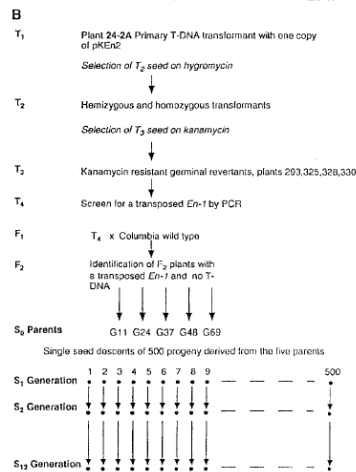 B
T1 Plant 24-2A Primary T-DNA transformant with one copy
of pKEn2
Selection of T2 seed on hygromycin
T2 Hemizygous and homozygous transformants
Selection of T3 seed on kanamycin
T3 Kanamycin resistant germinal revertants, plants 293,325,328,330
T4 Screen for a transposed En-1 by PCR
F1 T4 x Columbia wild type
F2 Identification of F2 plants with
a transposed En-1 and no T-
DNA
S0 Parents G11 G24 G37 G48 G69
Single seed descents of 500 progeny derived from the five parents
1 2 3 4 5 6 7 8 9 500
S1 Generation
S2 Generation
S12 Generation